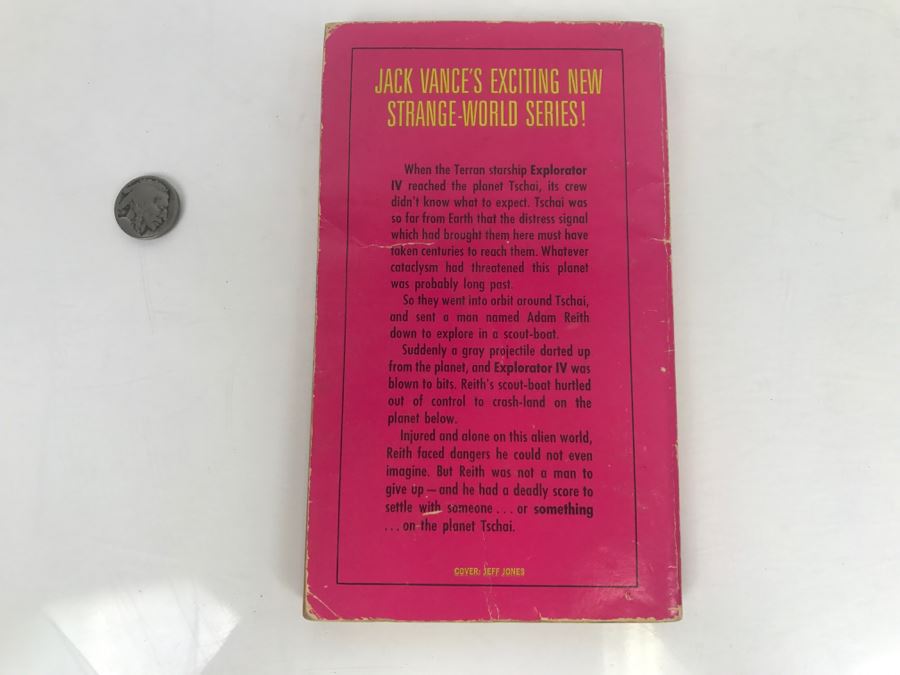 JACK VANCE'S EXCITING NEW
STRANGE-WORLD SERIES!
When the Terran starship Explorator
IV reached the planet Tschai, its crew
didn't know what to expect. Tschai was
so far from Earth that the distress signal
which had brought them here must have
taken centuries to reach them. Whatever
cataclysm had threatened this planet
was probably long past.
So they went into orbit around Tschai,
and sent a man named Adam Reith
down to explore in a scout-boat.
Suddenly a gray projectile darted up
from the planet, and Explorator IV was
blown to bits. Reith's scout-boat hurtled
out of control to crash-land on the
planet below.
Injured and alone on this alien world,
Reith faced dangers he could not even
imagine. But Reith was not a man to
give up—and he had a deadly score to
settle with someone . . . or something
. . . on the planet Tschai.
COVER: JEFF JONES